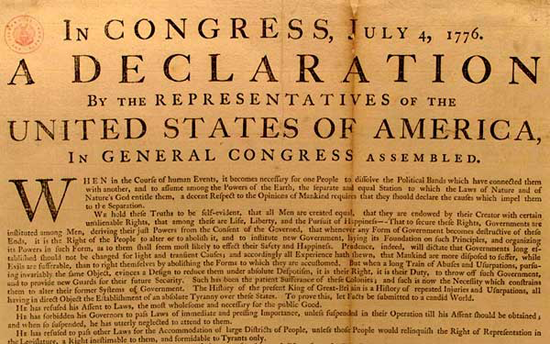 IN CONGRESS, JULY 4, 1776.
A DECLARATION
BY THE REPRESENTATIVES OF THE
UNITED STATES OF AMERICA,
IN GENERAL CONGRESS ASSEMBLED.
WHEN in the Course of human Events, it becomes necessary for one People to dissolve the Political Bands which have connected them
with another, and to assume among the Powers of the Earth, the separate and equal Station to which the Laws of Nature and of
Nature's God entitle them, a decent Respect to the Opinions of Mankind requires that they should declare the causes which impel them
to the Separation.
We hold these Truths to be self-evident, that all Men are created equal, that they are endowed by their Creator with certain
unalienable Rights, that among these are Life, Liberty, and the Pursuit of Happiness—That to secure these Rights, Governments are
instituted among Men, deriving their just Powers from the Consent of the Governed, that whenever any Form of Government becomes destructive of these
Ends, it is the Right of the People to alter or to abolish it, and to institute new Government, laying its Foundation on such Principles, and organizing
its Powers in such Form, as to them shall seem most likely to effect their Safety and Happiness. Prudence, indeed, will dictate that Governments long es-
tablished should not be changed for light and transient Causes; and accordingly all Experience hath shewn, that Mankind are more disposed to suffer, while
Evils are sufferable, than to right themselves by abolishing the Forms to which they are accustomed. But when a long Train of Abuses and Usurpations, pursu-
ing invariably the same Object, evinces a Design to reduce them under absolute Despotism, it is their Right, it is their Duty, to throw off such Government,
and to provide new Guards for their future Security. Such has been the patient Sufferance of these Colonies; and such is now the Necessity which constrains
them to alter their former Systems of Government. The History of the present King of Great-Britain is a History of repeated Injuries and Usurpations, all
having in direct Object the Establishment of an absolute Tyranny over these States. To prove this, let Facts be submitted to a candid World.
He has refused his Assent to Laws, the most wholesome and necessary for the public Good.
He has forbidden his Governors to pass Laws of immediate and pressing Importance, unless suspended in their Operation till his Assent should be obtained;
and when so suspended, he has utterly neglected to attend to them.
He has refused to pass other Laws for the Accommodation of large Districts of People, unless those People would relinquish the Right of Representation in
the Legislature, a Right inestimable to them, and formidable to Tyrants only.